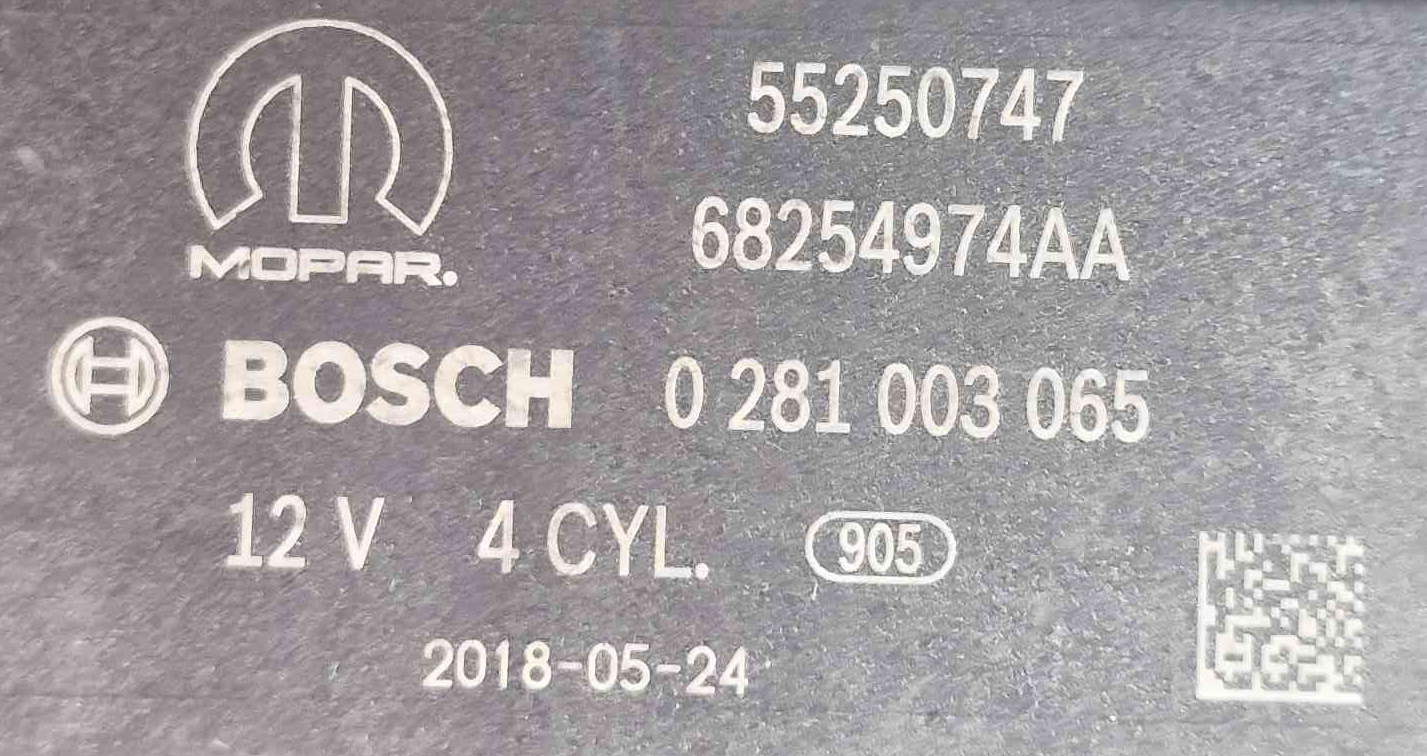 55250747
MOPAR.
68254974AA
BOSCH 0 281 003 065
12 V 4 CYL. 905
2018-05-24